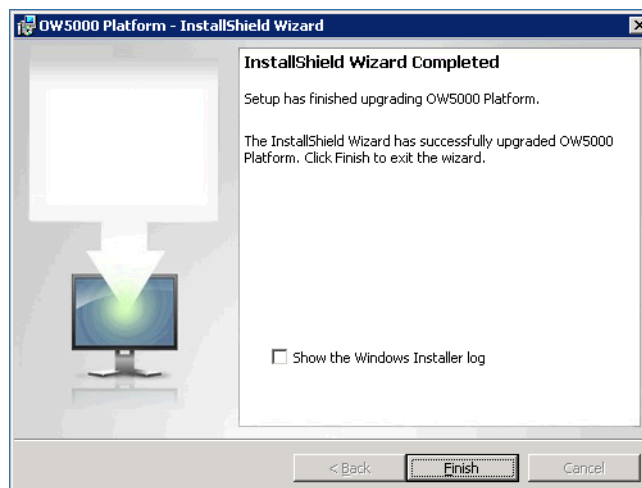 OW5000 Platform - InstallShield Wizard
InstallShield Wizard Completed
Setup has finished upgrading OW5000 Platform.
The InstallShield Wizard has successfully upgraded OW5000
Platform. Click Finish to exit the wizard.
Show the Windows Installer log
< Back
Finish
Cancel